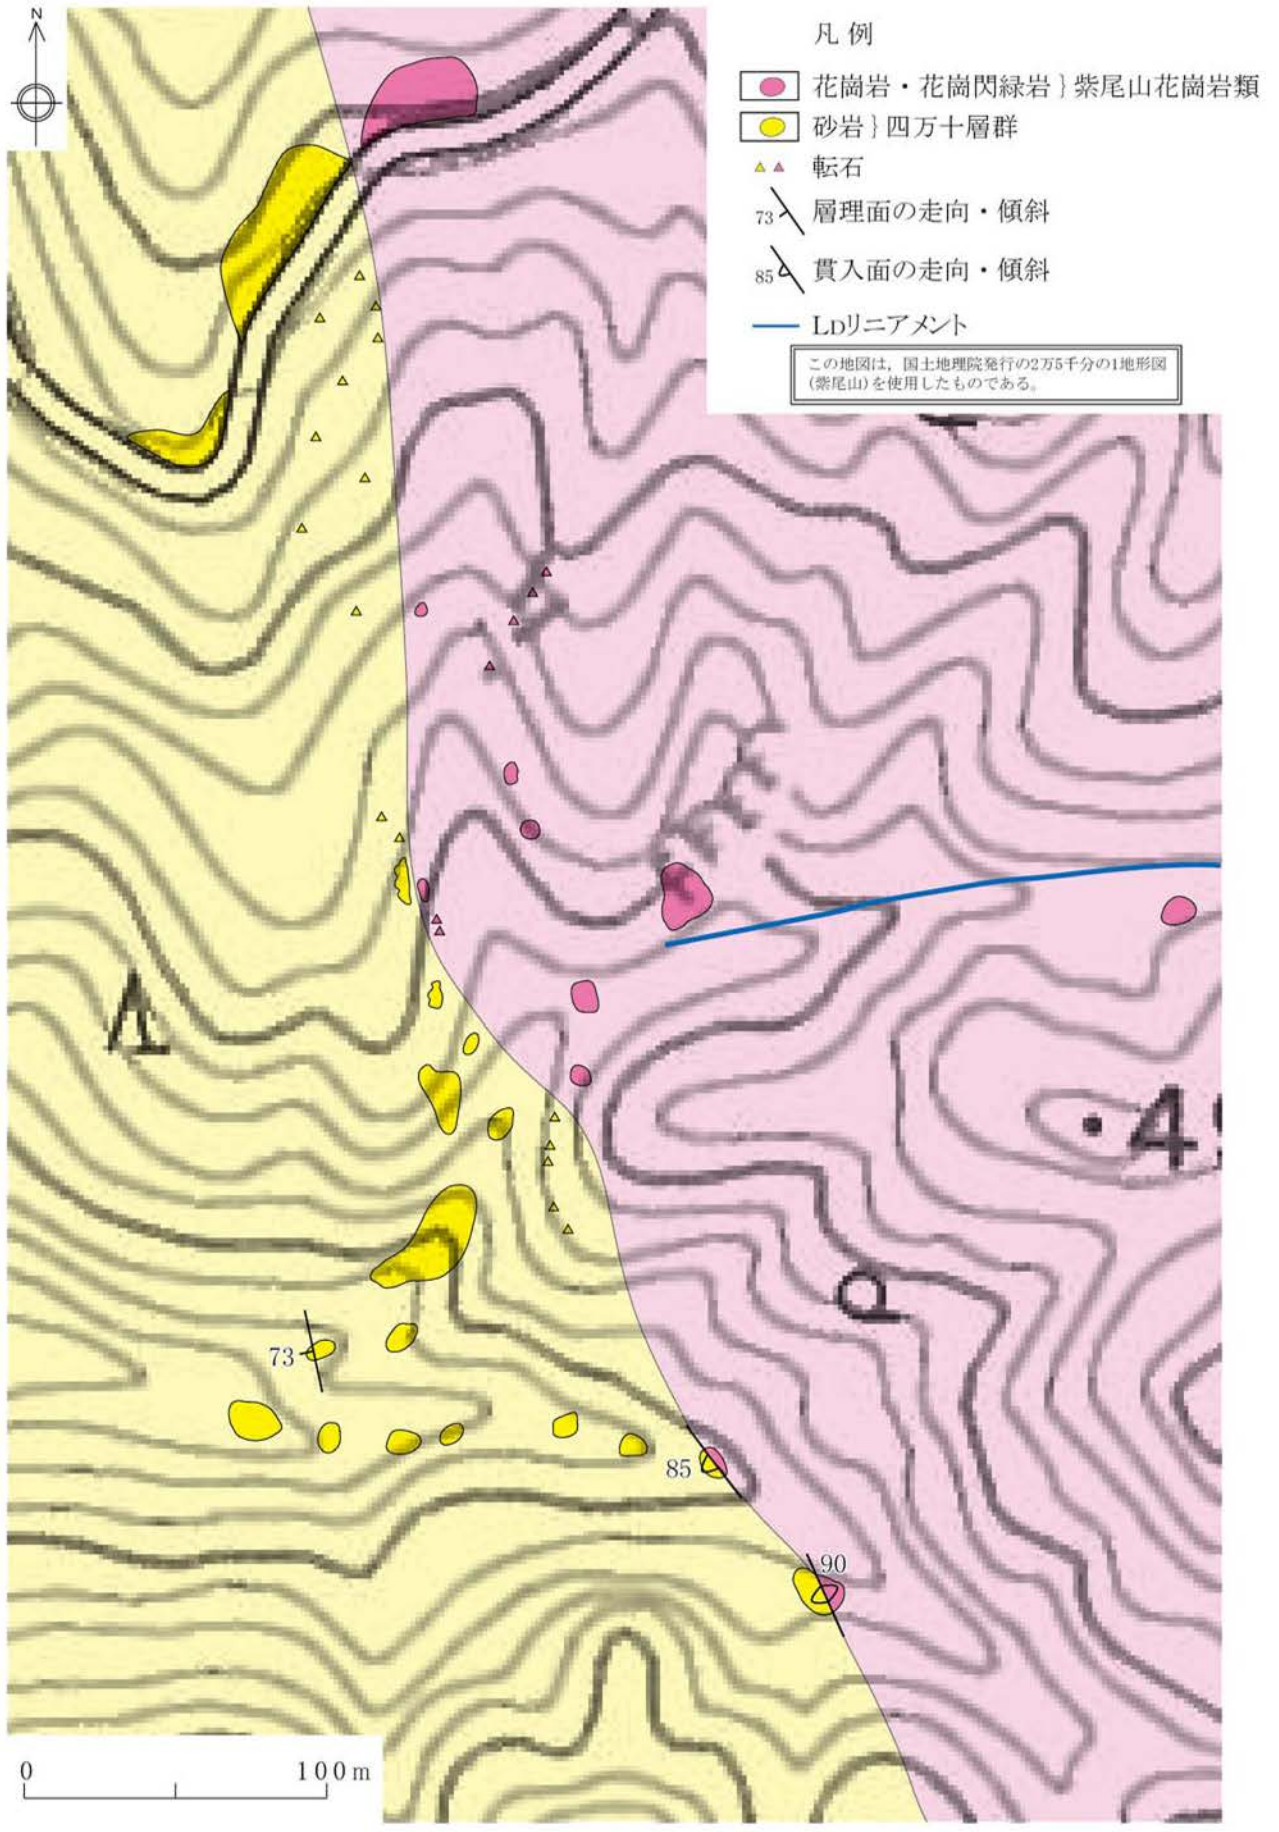 N
凡 例
花崗岩・花崗閃緑岩 } 紫尾山花崗岩類
砂岩 } 四万十層群
転石
73 層理面の走向・傾斜
85 貫入面の走向・傾斜
LDリニアメント
この地図は，国土地理院発行の2万5千分の1地形図
(紫尾山)を使用したものである。
73
85
90
0 100m